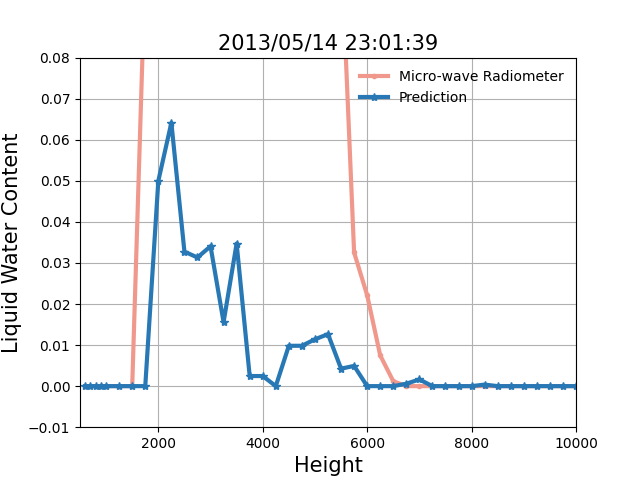 2013/05/14 23:01:39
Liquid Water Content
0.08
0.07
0.06
0.05
0.04
0.03
0.02
0.01
0.00
−0.01
Micro-wave Radiometer
Prediction
2000 4000 6000 8000 10000
Height